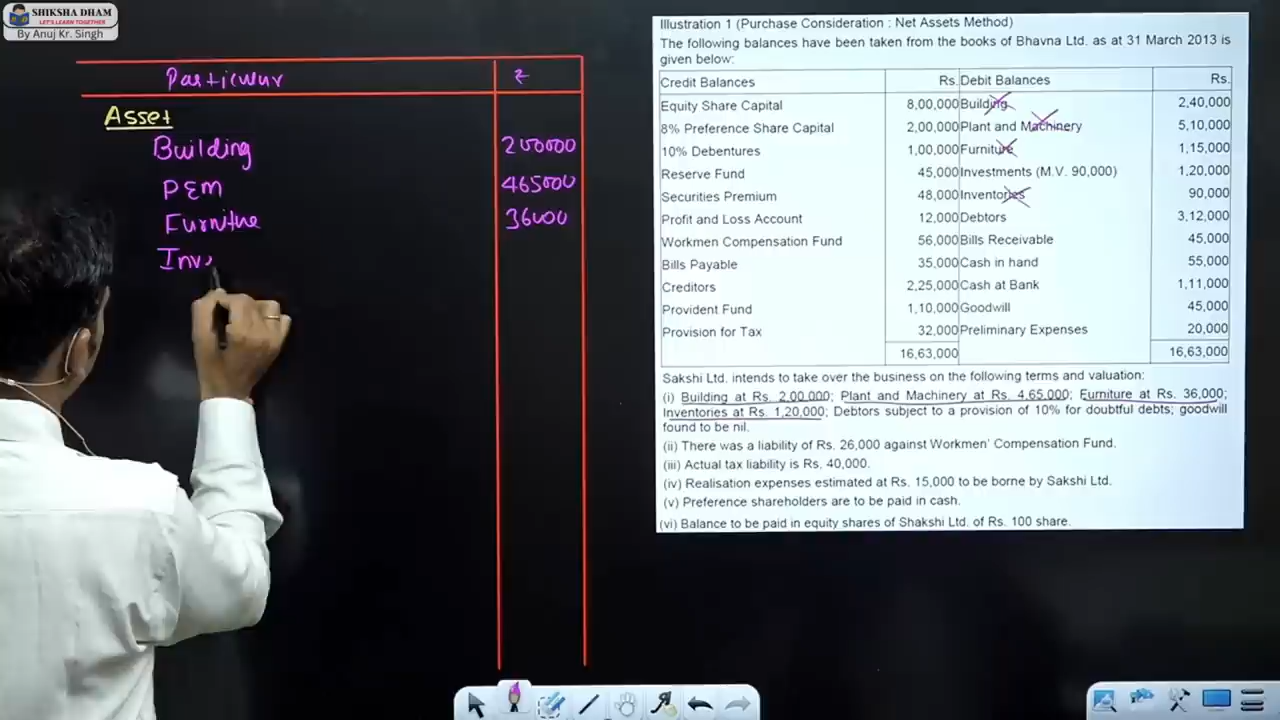 SHIKSHA DHAM
LET'S LEARN TOGETHER
By Anuj Kr. Singh
Particular ₹
Asset
Building 200000
P&M 465000
Furniture 36000
Inv
Illustration 1 (Purchase Consideration : Net Assets Method)
The following balances have been taken from the books of Bhavna Ltd. as at 31 March 2013 is
given below:
Credit Balances Rs. Debit Balances Rs.
Equity Share Capital 8,00,000 Building 2,40,000
8% Preference Share Capital 2,00,000 Plant and Machinery 5,10,000
10% Debentures 1,00,000 Furniture 1,15,000
Reserve Fund 45,000 Investments (M.V. 90,000) 1,20,000
Securities Premium 48,000 Inventories 90,000
Profit and Loss Account 12,000 Debtors 3,12,000
Workmen Compensation Fund 56,000 Bills Receivable 45,000
Bills Payable 35,000 Cash in hand 55,000
Creditors 2,25,000 Cash at Bank 1,11,000
Provident Fund 1,10,000 Goodwill 45,000
Provision for Tax 32,000 Preliminary Expenses 20,000
16,63,000 16,63,000
Sakshi Ltd. intends to take over the business on the following terms and valuation:
(i) Building at Rs. 2,00,000; Plant and Machinery at Rs. 4,65,000; Furniture at Rs. 36,000;
Inventories at Rs. 1,20,000; Debtors subject to a provision of 10% for doubtful debts; goodwill
found to be nil.
(ii) There was a liability of Rs. 26,000 against Workmen' Compensation Fund.
(iii) Actual tax liability is Rs. 40,000.
(iv) Realisation expenses estimated at Rs. 15,000 to be borne by Sakshi Ltd.
(v) Preference shareholders are to be paid in cash.
(vi) Balance to be paid in equity shares of Shakshi Ltd. of Rs. 100 share.